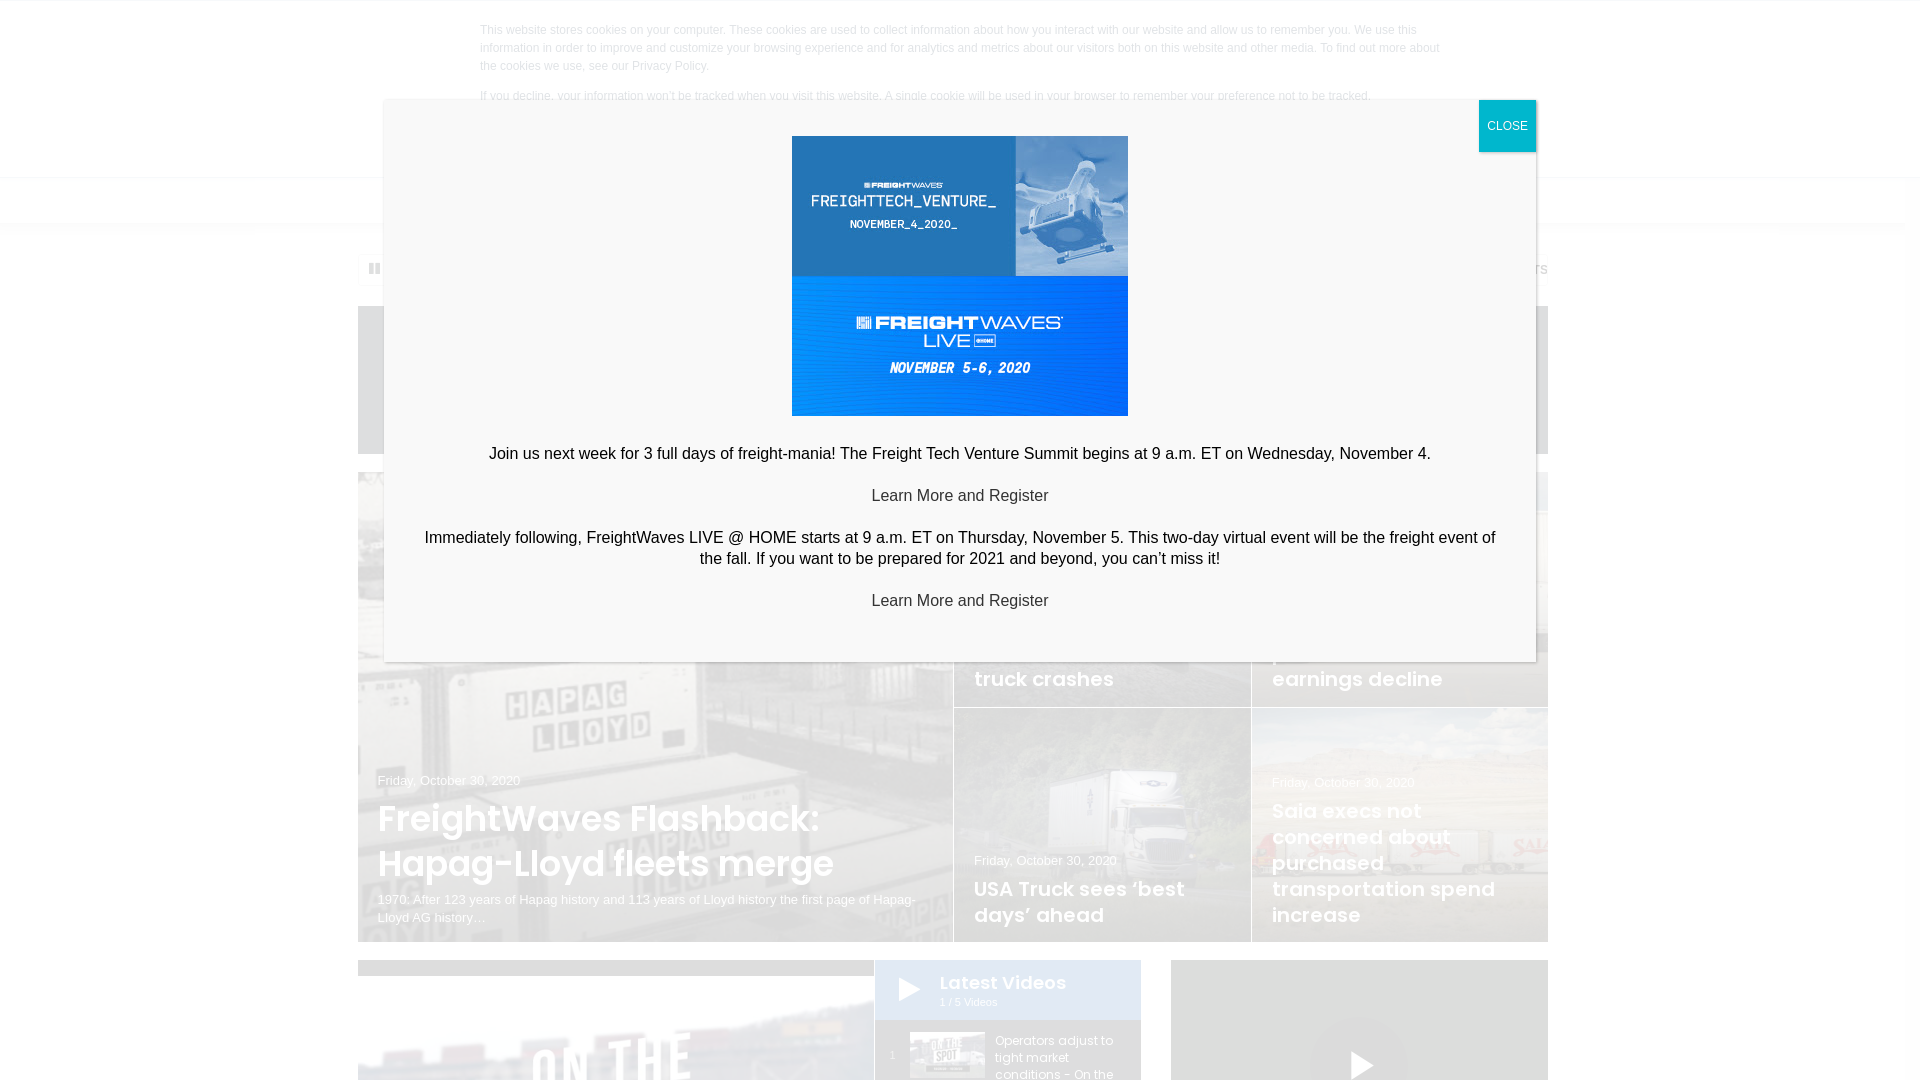 This website stores cookies on your computer. These cookies are used to collect information about how you interact with our website and allow us to remember you. We use this
information in order to improve and customize your browsing experience and for analytics and metrics about our visitors both on this website and other media. To find out more about
the cookies we use, see our Privacy Policy.
If you decline, your information won't be tracked when you visit this website. A single cookie will be used in your browser to remember your preference not to be tracked.
CLOSE
FREIGHTWAVES
FREIGHTTECH_VENTURE_
NOVEMBER_4_2020_
FREIGHTWAVES
LIVE @HOME
NOVEMBER 5-6, 2020
Join us next week for 3 full days of freight-mania! The Freight Tech Venture Summit begins at 9 a.m. ET on Wednesday, November 4.
Learn More and Register
Immediately following, FreightWaves LIVE @ HOME starts at 9 a.m. ET on Thursday, November 5. This two-day virtual event will be the freight event of
the fall. If you want to be prepared for 2021 and beyond, you can’t miss it!
Learn More and Register
truck crashes
earnings decline
HAPAG
LLOYD
Friday, October 30, 2020
FreightWaves Flashback:
Hapag-Lloyd fleets merge
1970: After 123 years of Hapag history and 113 years of Lloyd history the first page of Hapag-
Lloyd AG history…
Friday, October 30, 2020
USA Truck sees ‘best
days’ ahead
Friday, October 30, 2020
Saia execs not
concerned about
purchased
transportation spend
increase
ON THE
Latest Videos
1 / 5 Videos
1
ON THE
SPOT
Operators adjust to
tight market
conditions - On the